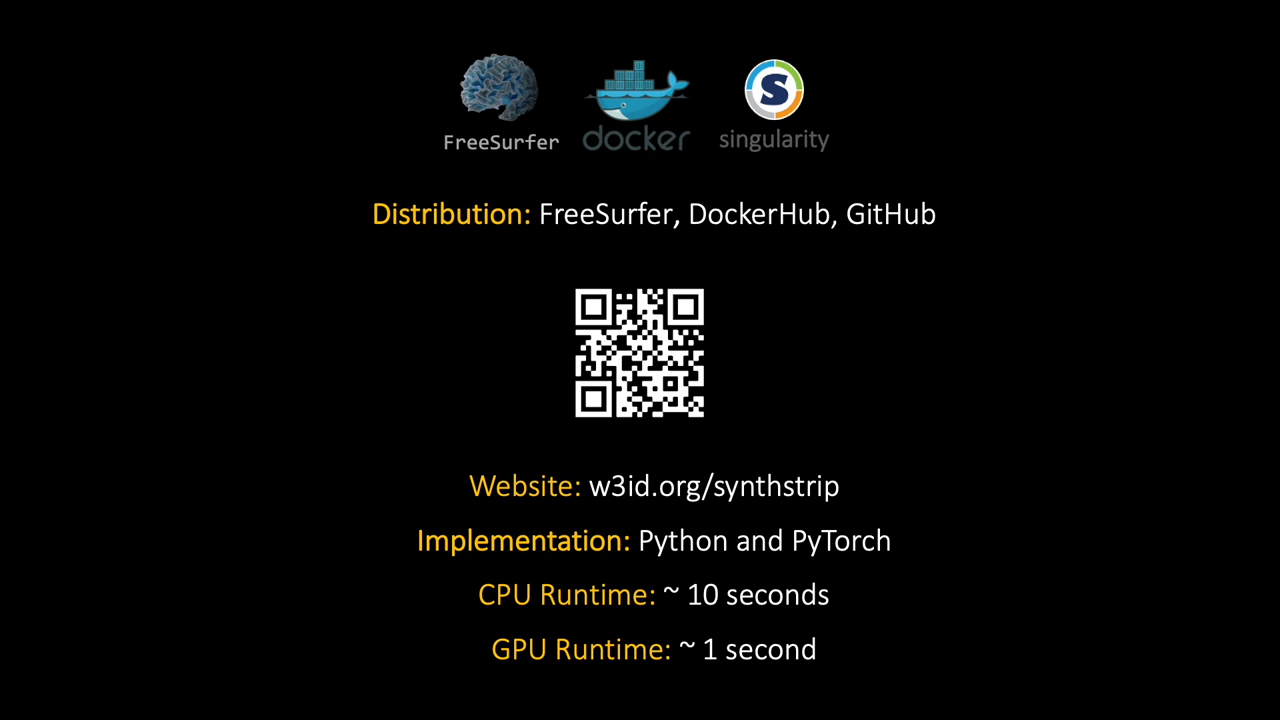 FreeSurfer docker singularity
Distribution: FreeSurfer, DockerHub, GitHub
Website: w3id.org/synthstrip
Implementation: Python and PyTorch
CPU Runtime: ~ 10 seconds
GPU Runtime: ~ 1 second